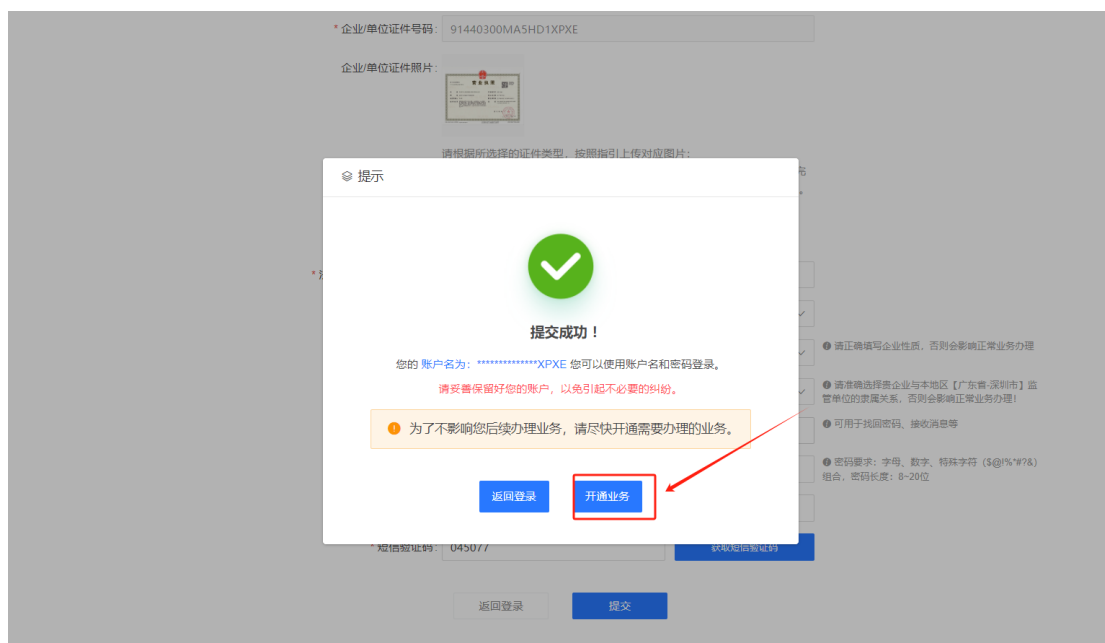 * 企业/单位证件号码:
91440300MA5HD1XPXE
企业/单位证件照片:
营业执照
请根据所选择的证件类型，按照指引上传对应图片:
提示
提交成功！
您的 账户名为: **************XPXE 您可以使用账户名和密码登录。
请妥善保留好您的账户，以免引起不必要的纠纷。
为了不影响您后续办理业务，请尽快开通需要办理的业务。
返回登录
开通业务
请正确填写企业性质，否则会影响正常业务办理
请准确选择贵企业与本地区【广东省-深圳市】监
管单位的隶属关系，否则会影响正常业务办理!
可用于找回密码，接收消息等
密码要求: 字母、数字、特殊字符 ($@!%*#?&)
组合，密码长度: 8~20位
* 短信验证码:
045077
获取短信验证码
返回登录
提交